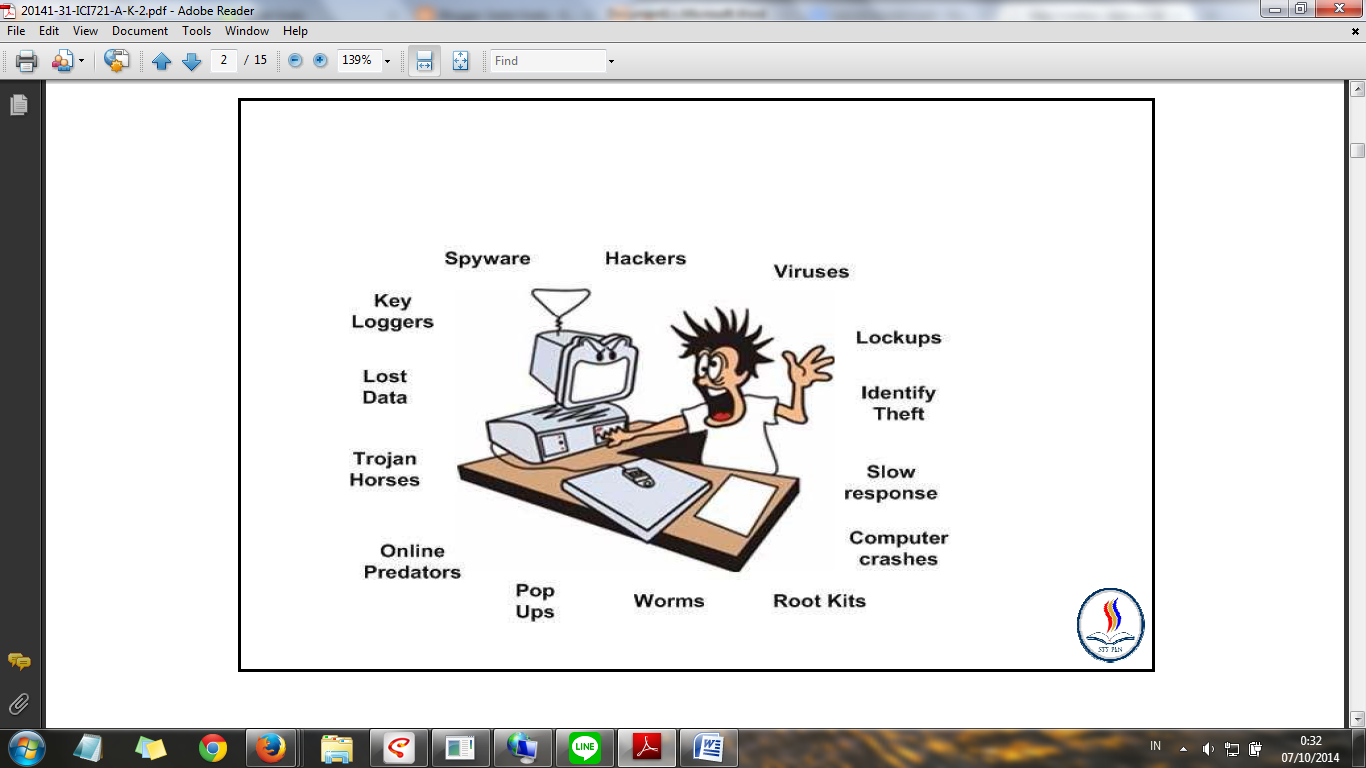 20141-31-ICI721-A-K-2.pdf - Adobe Reader
File Edit View Document Tools Window Help
2 / 15 139% Find
Spyware Hackers Viruses
Key
Loggers
Lockups
Lost
Data
Identify
Theft
Trojan
Horses
Slow
response
Online
Predators
Computer
crashes
Pop
Ups
Worms
Root Kits
STT PLN
LINE
IN
0:32
07/10/2014